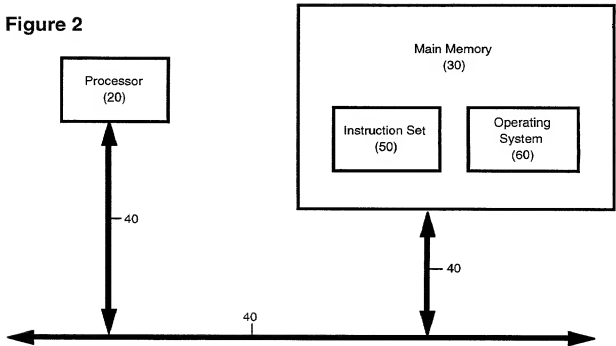 Figure 2
Main Memory
(30)
Processor
(20)
Instruction Set
(50)
Operating
System
(60)
40
40
40